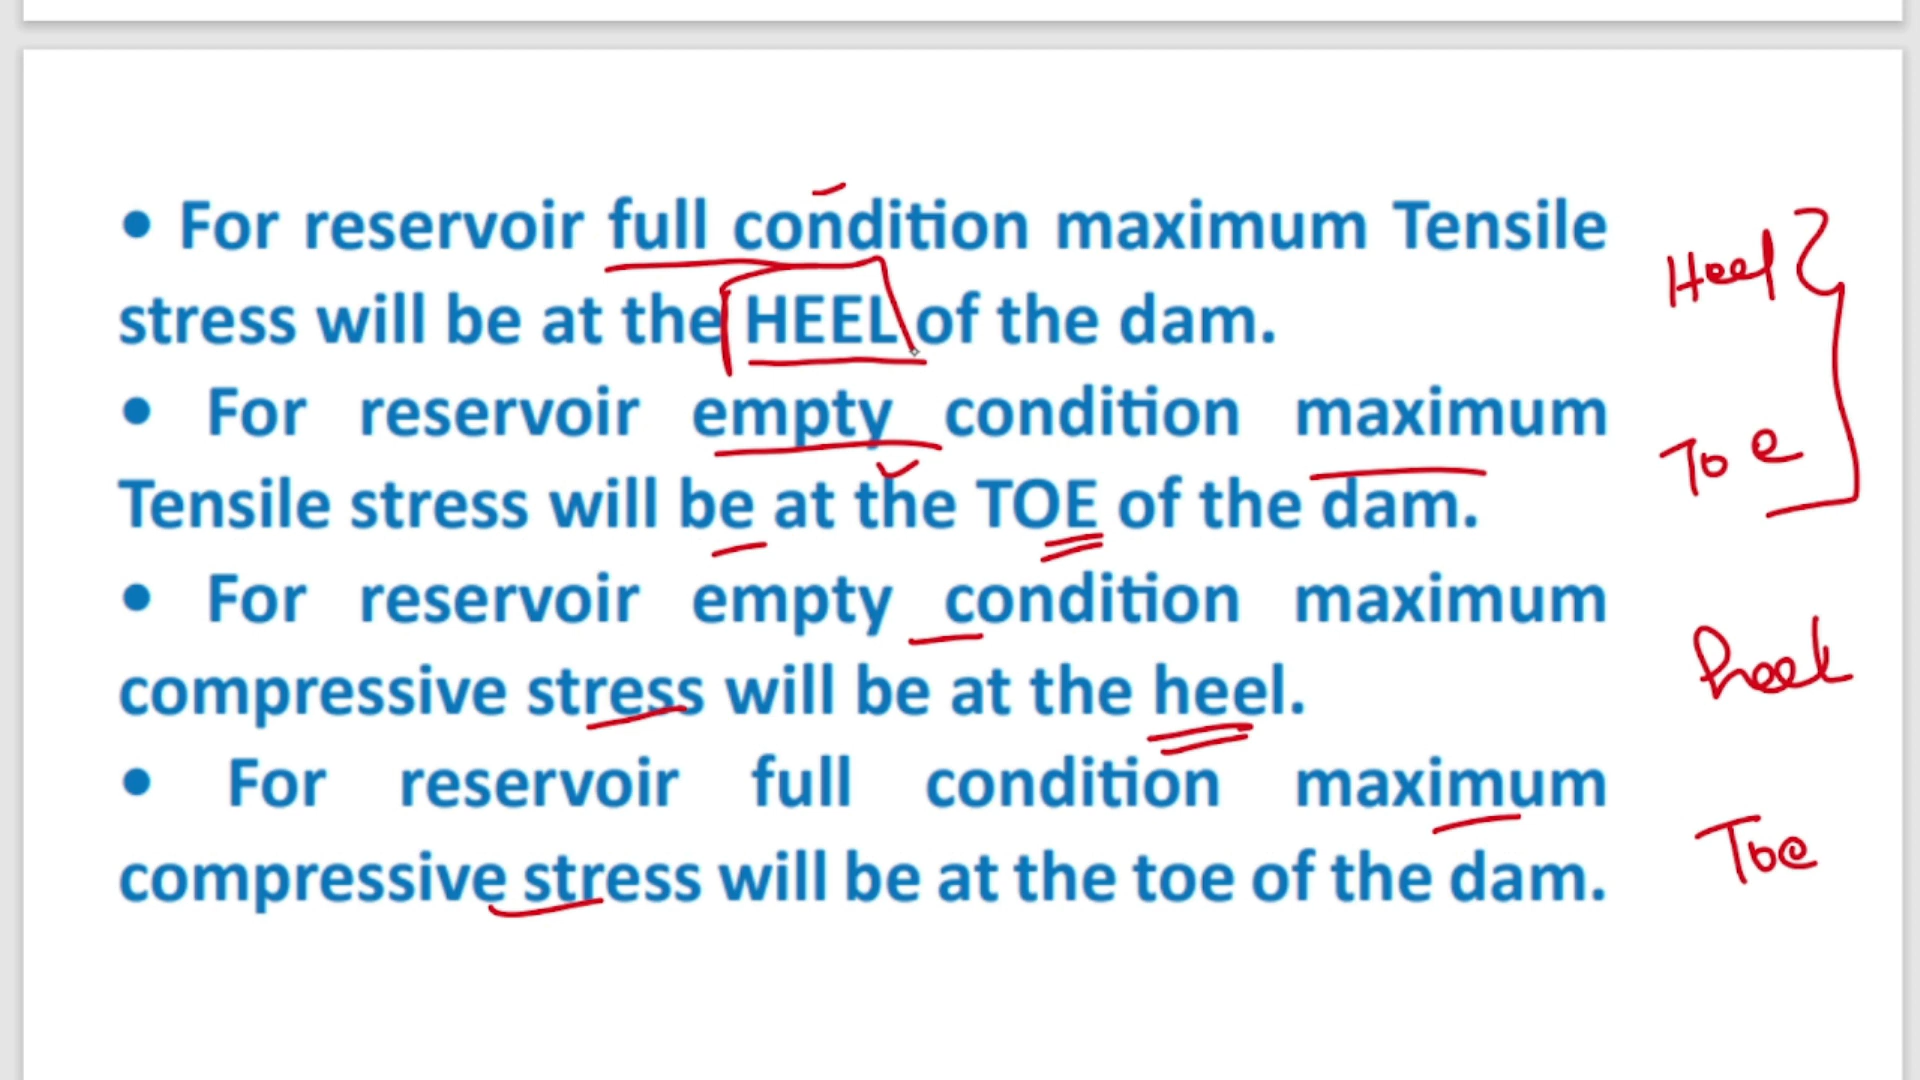 • For reservoir full condition maximum Tensile
stress will be at the HEEL of the dam.
• For reservoir empty condition maximum
Tensile stress will be at the TOE of the dam.
• For reservoir empty condition maximum
compressive stress will be at the heel.
• For reservoir full condition maximum
compressive stress will be at the toe of the dam.
Heel
Toe
heel
Toe